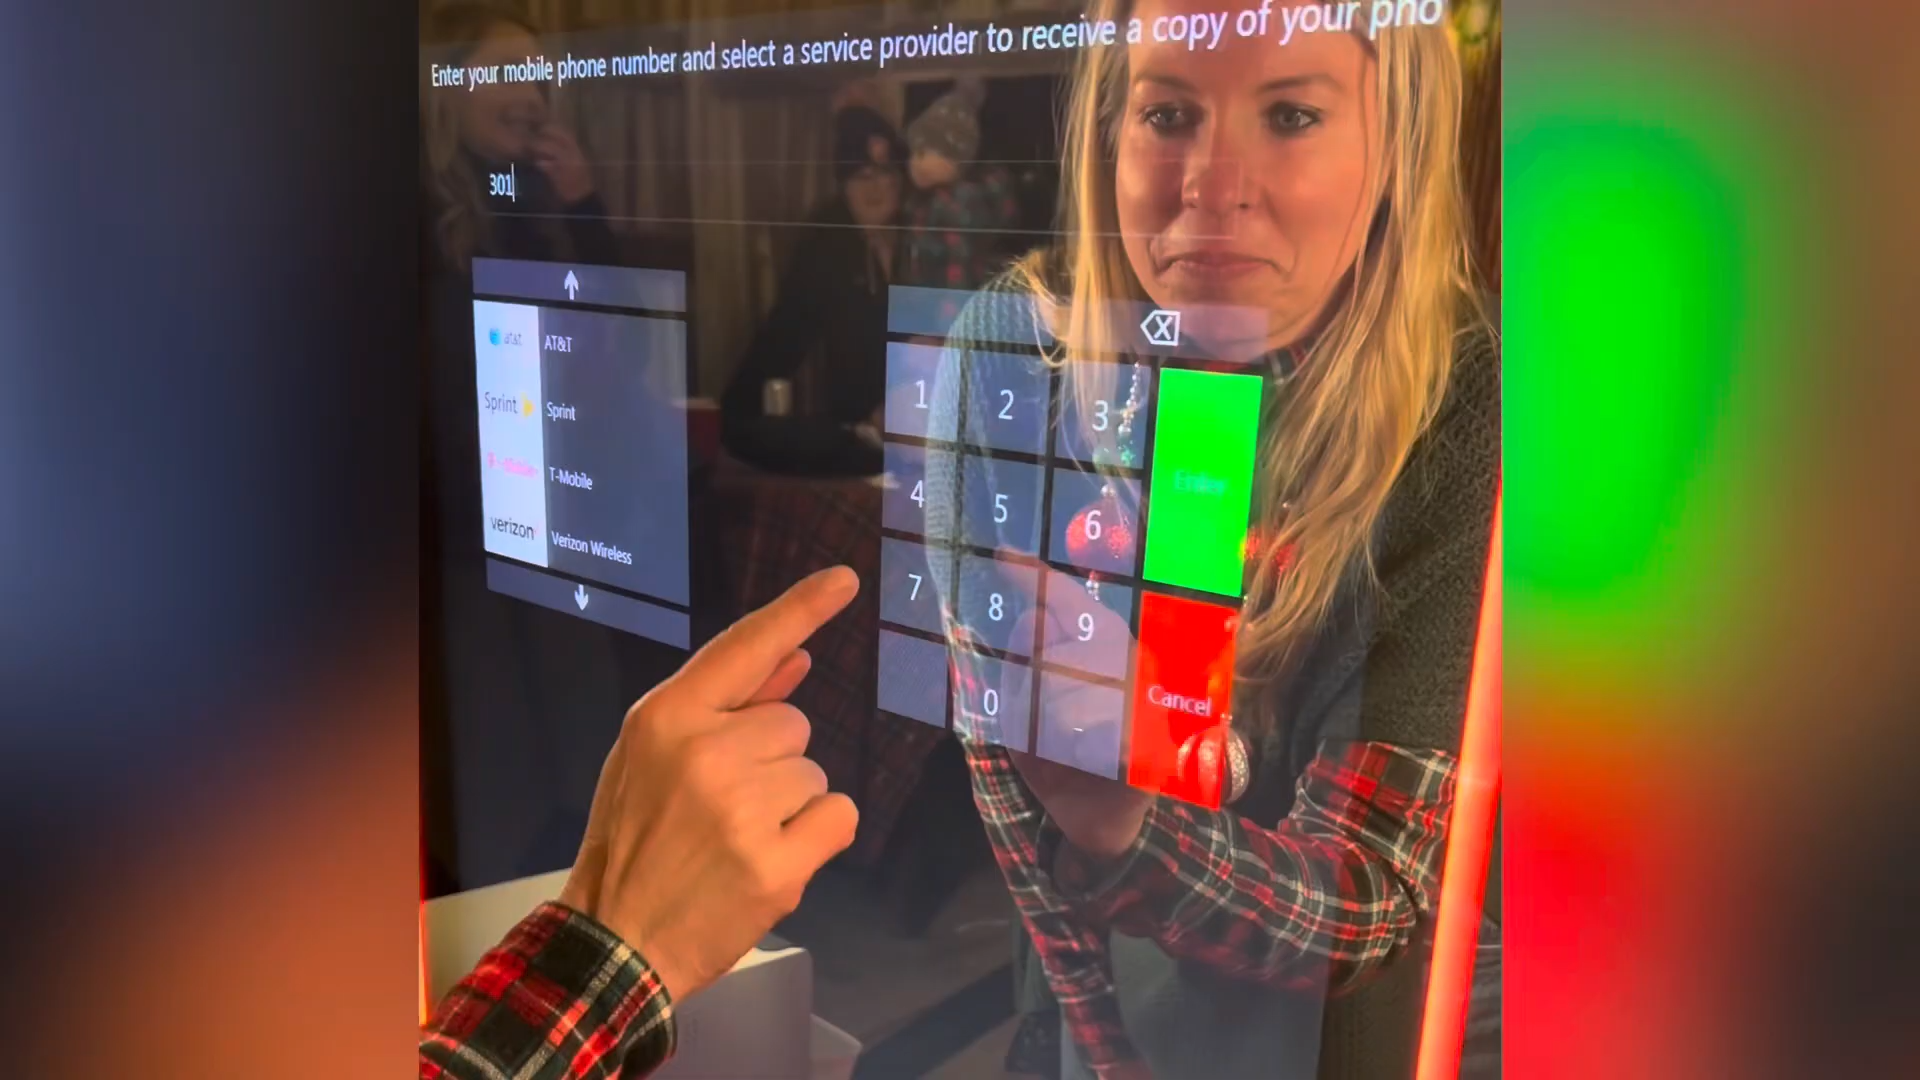 Enter your mobile phone number and select a service provider to receive a copy of your pho
301
at&t AT&T
Sprint Sprint
T-Mobile T-Mobile
verizon Verizon Wireless
1 2 3
4 5 6
7 8 9
0 -
Enter
Cancel